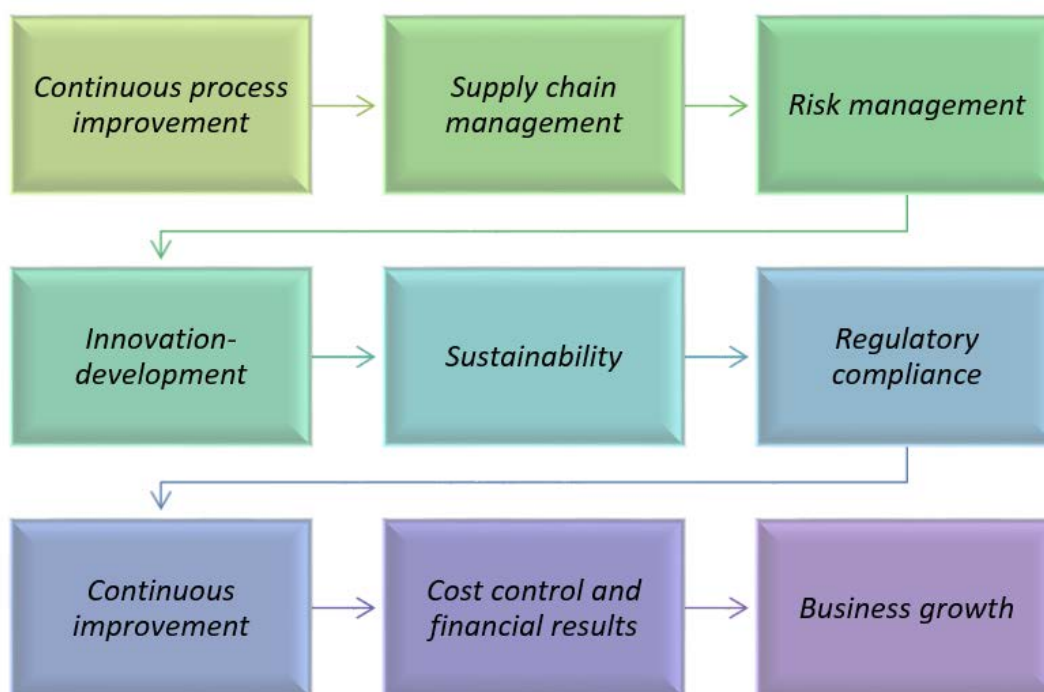 Continuous process
improvement
Supply chain
management
Risk management
Innovation-
development
Sustainability
Regulatory
compliance
Continuous
improvement
Cost control and
financial results
Business growth